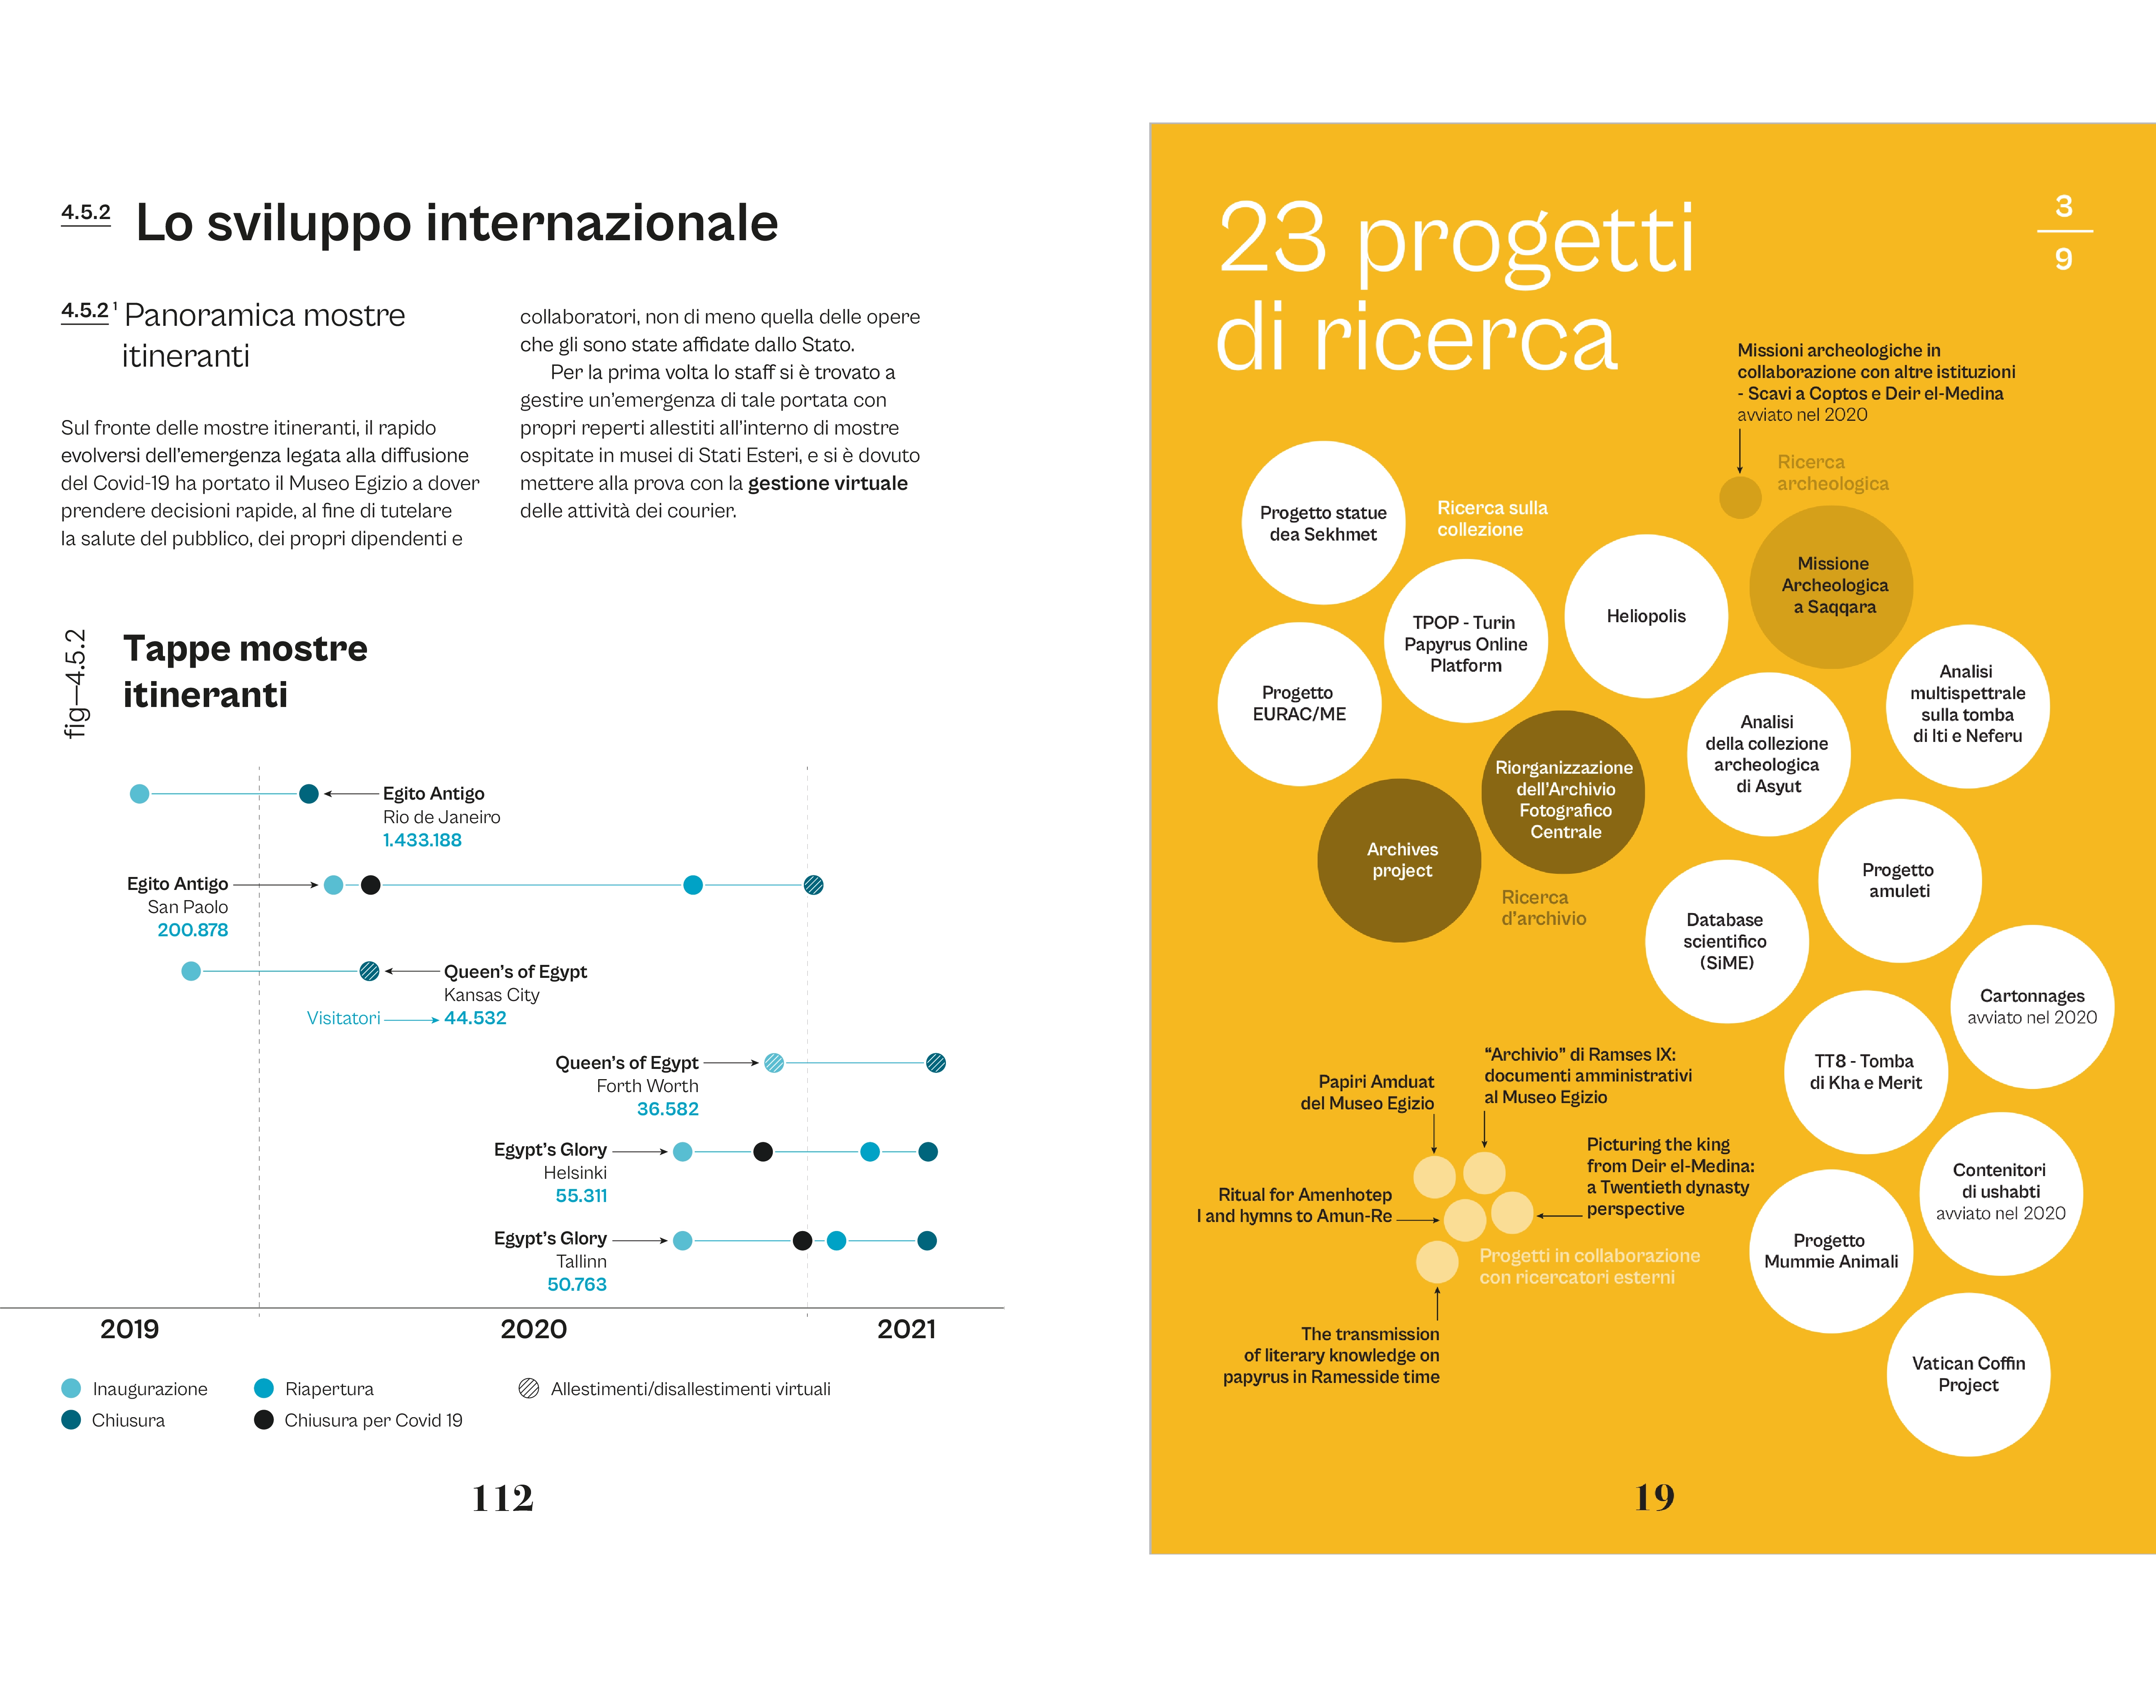 4.5.2 Lo sviluppo internazionale
4.5.2 1 Panoramica mostre
itineranti
Sul fronte delle mostre itineranti, il rapido
evolversi dell'emergenza legata alla diffusione
del Covid-19 ha portato il Museo Egizio a dover
prendere decisioni rapide, al fine di tutelare
la salute del pubblico, dei propri dipendenti e
collaboratori, non di meno quella delle opere
che gli sono state affidate dallo Stato.
Per la prima volta lo staff si è trovato a
gestire un'emergenza di tale portata con
propri reperti allestiti all'interno di mostre
ospitate in musei di Stati Esteri, e si è dovuto
mettere alla prova con la gestione virtuale
delle attività dei courier.
fig—4.5.2
Tappe mostre
itineranti
Egito Antigo
Rio de Janeiro
1.433.188
Egito Antigo
San Paolo
200.878
Queen's of Egypt
Kansas City
Visitatori 44.532
Queen's of Egypt
Forth Worth
36.582
Egypt's Glory
Helsinki
55.311
Egypt's Glory
Tallinn
50.763
2019 2020 2021
Inaugurazione
Riapertura
Allestimenti/disallestimenti virtuali
Chiusura
Chiusura per Covid 19
112
23 progetti
di ricerca
3
9
Missioni archeologiche in
collaborazione con altre istituzioni
- Scavi a Coptos e Deir el-Medina
avviato nel 2020
Ricerca
archeologica
Progetto statue
dea Sekhmet
Ricerca sulla
collezione
Missione
Archeologica
a Saqqara
Heliopolis
TPOP - Turin
Papyrus Online
Platform
Progetto
EURAC/ME
Analisi
multispettrale
sulla tomba
di Iti e Neferu
Analisi
della collezione
archeologica
di Asyut
Riorganizzazione
dell'Archivio
Fotografico
Centrale
Archives
project
Ricerca
d'archivio
Progetto
amuleti
Database
scientifico
(SiME)
Cartonnages
avviato nel 2020
TT8 - Tomba
di Kha e Merit
"Archivio" di Ramses IX:
documenti amministrativi
al Museo Egizio
Papiri Amduat
del Museo Egizio
Picturing the king
from Deir el-Medina:
a Twentieth dynasty
perspective
Ritual for Amenhotep
I and hymns to Amun-Re
Progetti in collaborazione
con ricercatori esterni
Contenitori
di ushabti
avviato nel 2020
Progetto
Mummie Animali
The transmission
of literary knowledge on
papyrus in Ramesside time
Vatican Coffin
Project
19